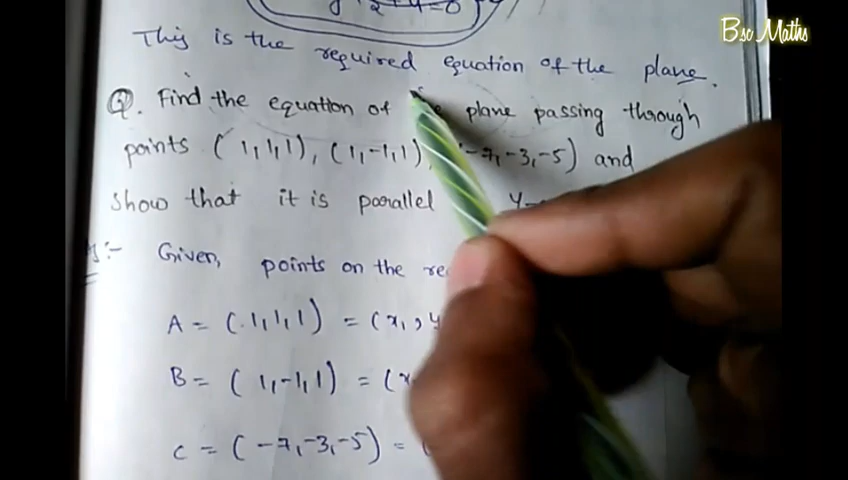 Bsc Maths
This is the required equation of the plane.
Q. Find the equation of plane passing through
points (1,1,1), (1,-1,1), -7,-3,-5) and
show that it is parallel
Given, points on the
A = (1,1,1) = (x1, y
B = (1,-1,1) = (x
C = (-7,-3,-5) = (